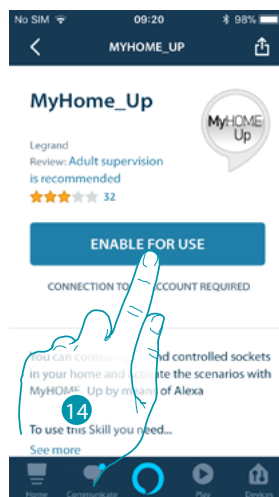 No SIM 09:20 98%
MYHOME_UP
MyHome_Up
MyHOME
Up
Legrand
Review: Adult supervision
is recommended
32
ENABLE FOR USE
CONNECTION TO ACCOUNT REQUIRED
You can cont nd controlled sockets
in your home and activate the scenarios with
MyHOME_Up by means of Alexa
14
To use this Skill you need...
See more
Home Communicate Play Devices